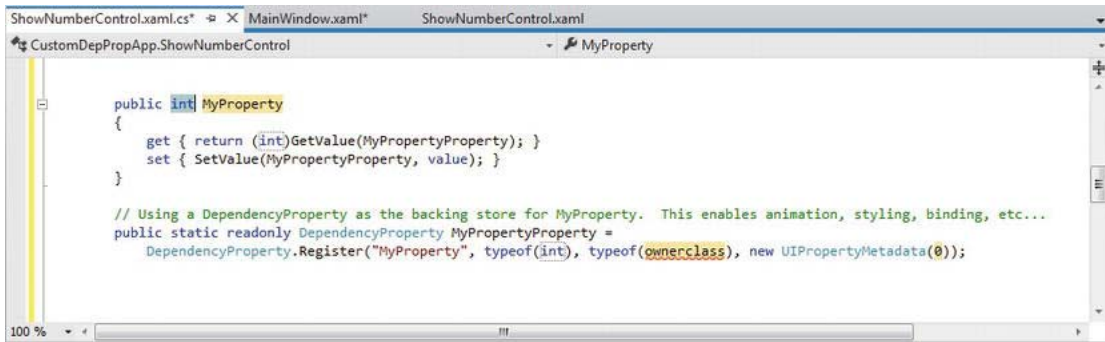 ShowNumberControl.xaml.cs* MainWindow.xaml* ShowNumberControl.xaml
CustomDepPropApp.ShowNumberControl MyProperty
public int MyProperty
{
get { return (int)GetValue(MyPropertyProperty); }
set { SetValue(MyPropertyProperty, value); }
}
// Using a DependencyProperty as the backing store for MyProperty.  This enables animation, styling, binding, etc...
public static readonly DependencyProperty MyPropertyProperty =
DependencyProperty.Register("MyProperty", typeof(int), typeof(ownerclass), new UIPropertyMetadata(0));
100 %